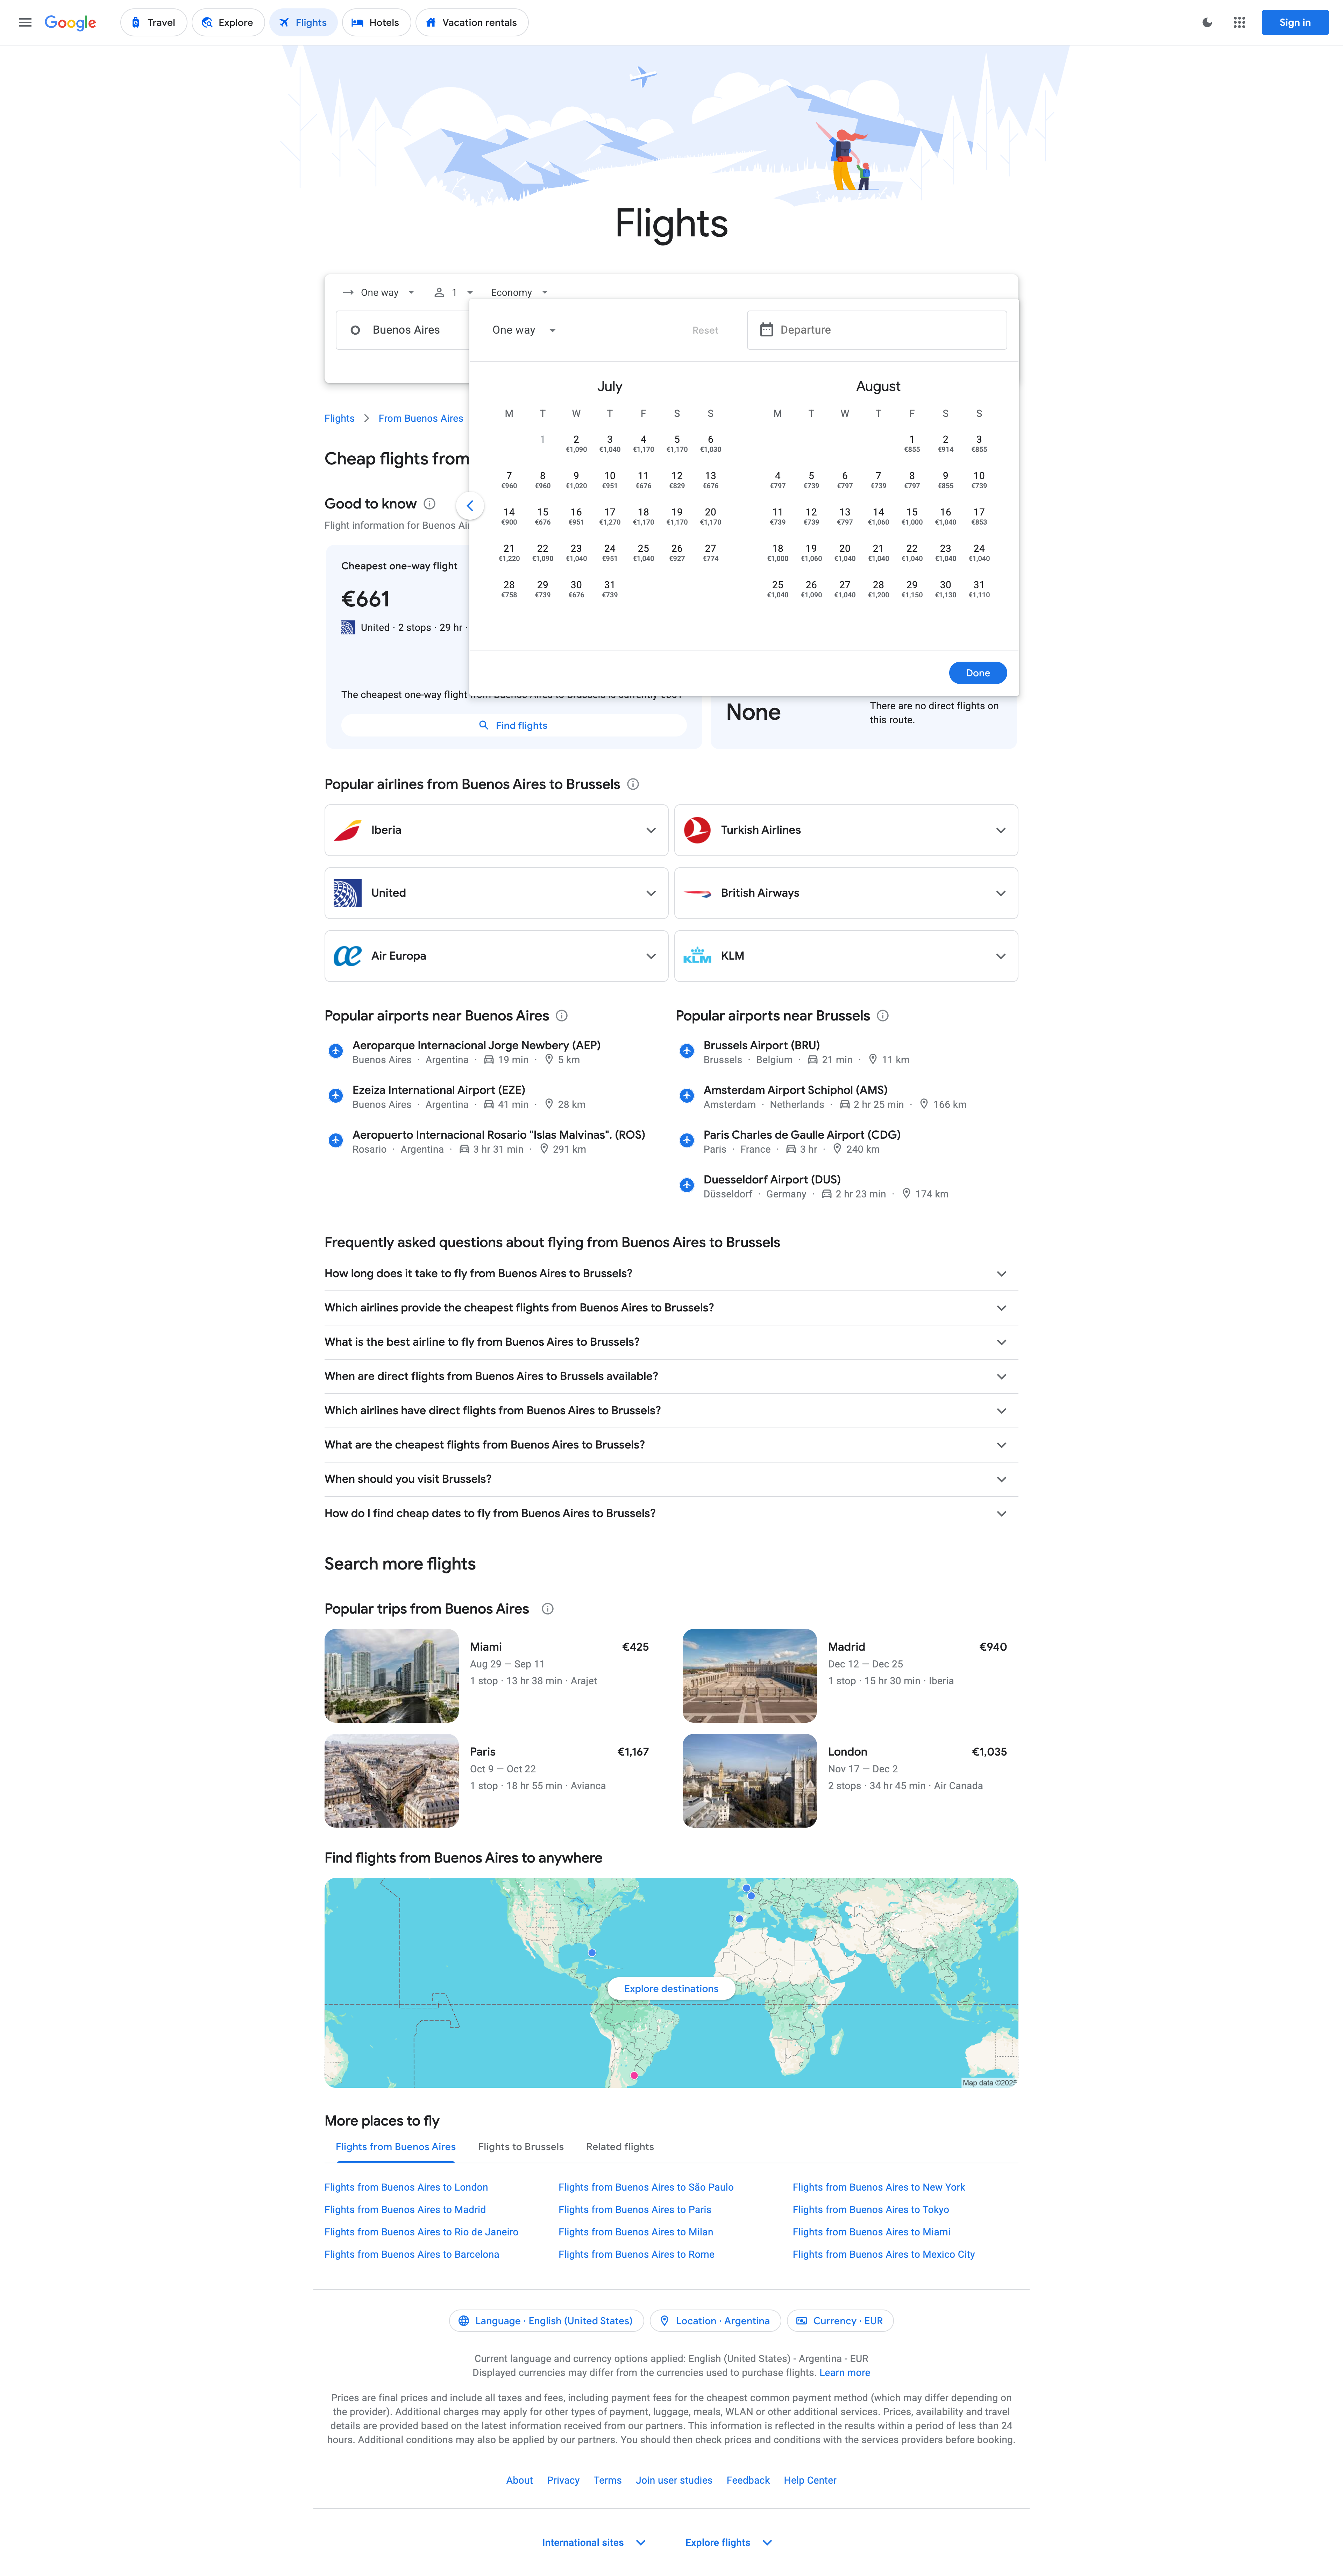 Google
Travel
Explore
Flights
Hotels
Vacation rentals
Sign in
Flights
One way
1
Economy
Buenos Aires
One way
Reset
Departure
July
M T W T F S S
1 2 3 4 5 6
€1,090 €1,040 €1,170 €1,170 €1,030
7 8 9 10 11 12 13
€960 €960 €1,020 €951 €676 €829 €676
14 15 16 17 18 19 20
€900 €676 €951 €1,270 €1,170 €1,170 €1,170
21 22 23 24 25 26 27
€1,220 €1,090 €1,040 €951 €1,040 €927 €774
28 29 30 31
€758 €739 €676 €739
August
M T W T F S S
1 2 3
€855 €914 €855
4 5 6 7 8 9 10
€797 €739 €797 €739 €797 €855 €739
11 12 13 14 15 16 17
€739 €739 €797 €1,060 €1,000 €1,040 €853
18 19 20 21 22 23 24
€1,000 €1,060 €1,040 €1,040 €1,040 €1,040 €1,040
25 26 27 28 29 30 31
€1,040 €1,090 €1,040 €1,200 €1,150 €1,130 €1,110
Done
Flights
From Buenos Aires
Cheap flights from
Good to know
Flight information for Buenos Air
Cheapest one-way flight
€661
United · 2 stops · 29 hr ·
The cheapest one-way flight from Buenos Aires to Brussels is currently €661
Find flights
None
There are no direct flights on
this route.
Popular airlines from Buenos Aires to Brussels
Iberia
Turkish Airlines
United
British Airways
Air Europa
KLM
KLM
Popular airports near Buenos Aires
Aeroparque Internacional Jorge Newbery (AEP)
Buenos Aires · Argentina · 19 min · 5 km
Ezeiza International Airport (EZE)
Buenos Aires · Argentina · 41 min · 28 km
Aeropuerto Internacional Rosario "Islas Malvinas". (ROS)
Rosario · Argentina · 3 hr 31 min · 291 km
Popular airports near Brussels
Brussels Airport (BRU)
Brussels · Belgium · 21 min · 11 km
Amsterdam Airport Schiphol (AMS)
Amsterdam · Netherlands · 2 hr 25 min · 166 km
Paris Charles de Gaulle Airport (CDG)
Paris · France · 3 hr · 240 km
Duesseldorf Airport (DUS)
Düsseldorf · Germany · 2 hr 23 min · 174 km
Frequently asked questions about flying from Buenos Aires to Brussels
How long does it take to fly from Buenos Aires to Brussels?
Which airlines provide the cheapest flights from Buenos Aires to Brussels?
What is the best airline to fly from Buenos Aires to Brussels?
When are direct flights from Buenos Aires to Brussels available?
Which airlines have direct flights from Buenos Aires to Brussels?
What are the cheapest flights from Buenos Aires to Brussels?
When should you visit Brussels?
How do I find cheap dates to fly from Buenos Aires to Brussels?
Search more flights
Popular trips from Buenos Aires
Miami €425
Aug 29 — Sep 11
1 stop · 13 hr 38 min · Arajet
Madrid €940
Dec 12 — Dec 25
1 stop · 15 hr 30 min · Iberia
Paris €1,167
Oct 9 — Oct 22
1 stop · 18 hr 55 min · Avianca
London €1,035
Nov 17 — Dec 2
2 stops · 34 hr 45 min · Air Canada
Find flights from Buenos Aires to anywhere
Explore destinations
Map data ©2025
More places to fly
Flights from Buenos Aires
Flights to Brussels
Related flights
Flights from Buenos Aires to London
Flights from Buenos Aires to São Paulo
Flights from Buenos Aires to New York
Flights from Buenos Aires to Madrid
Flights from Buenos Aires to Paris
Flights from Buenos Aires to Tokyo
Flights from Buenos Aires to Rio de Janeiro
Flights from Buenos Aires to Milan
Flights from Buenos Aires to Miami
Flights from Buenos Aires to Barcelona
Flights from Buenos Aires to Rome
Flights from Buenos Aires to Mexico City
Language · English (United States)
Location · Argentina
Currency · EUR
Current language and currency options applied: English (United States) - Argentina - EUR
Displayed currencies may differ from the currencies used to purchase flights. Learn more
Prices are final prices and include all taxes and fees, including payment fees for the cheapest common payment method (which may differ depending on
the provider). Additional charges may apply for other types of payment, luggage, meals, WLAN or other additional services. Prices, availability and travel
details are provided based on the latest information received from our partners. This information is reflected in the results within a period of less than 24
hours. Additional conditions may also be applied by our partners. You should then check prices and conditions with the services providers before booking.
About
Privacy
Terms
Join user studies
Feedback
Help Center
International sites
Explore flights